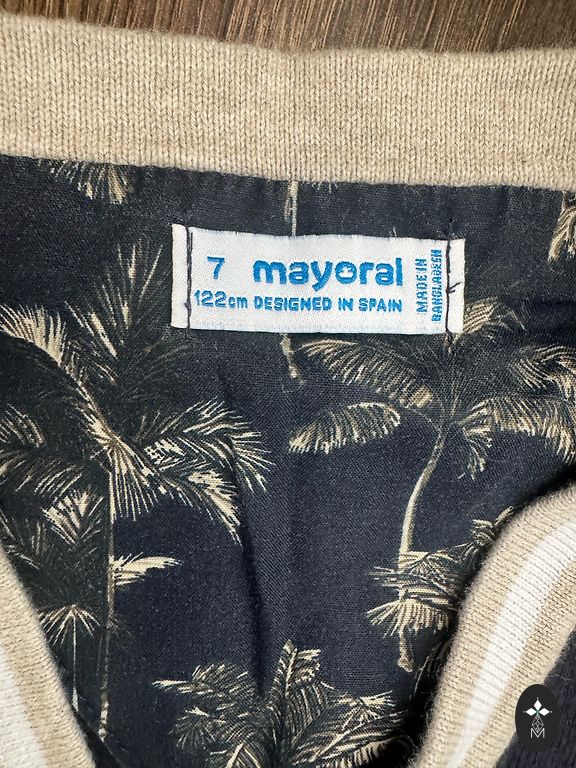 7 mayoral
122cm DESIGNED IN SPAIN
MADE IN
BANGLADESH
M